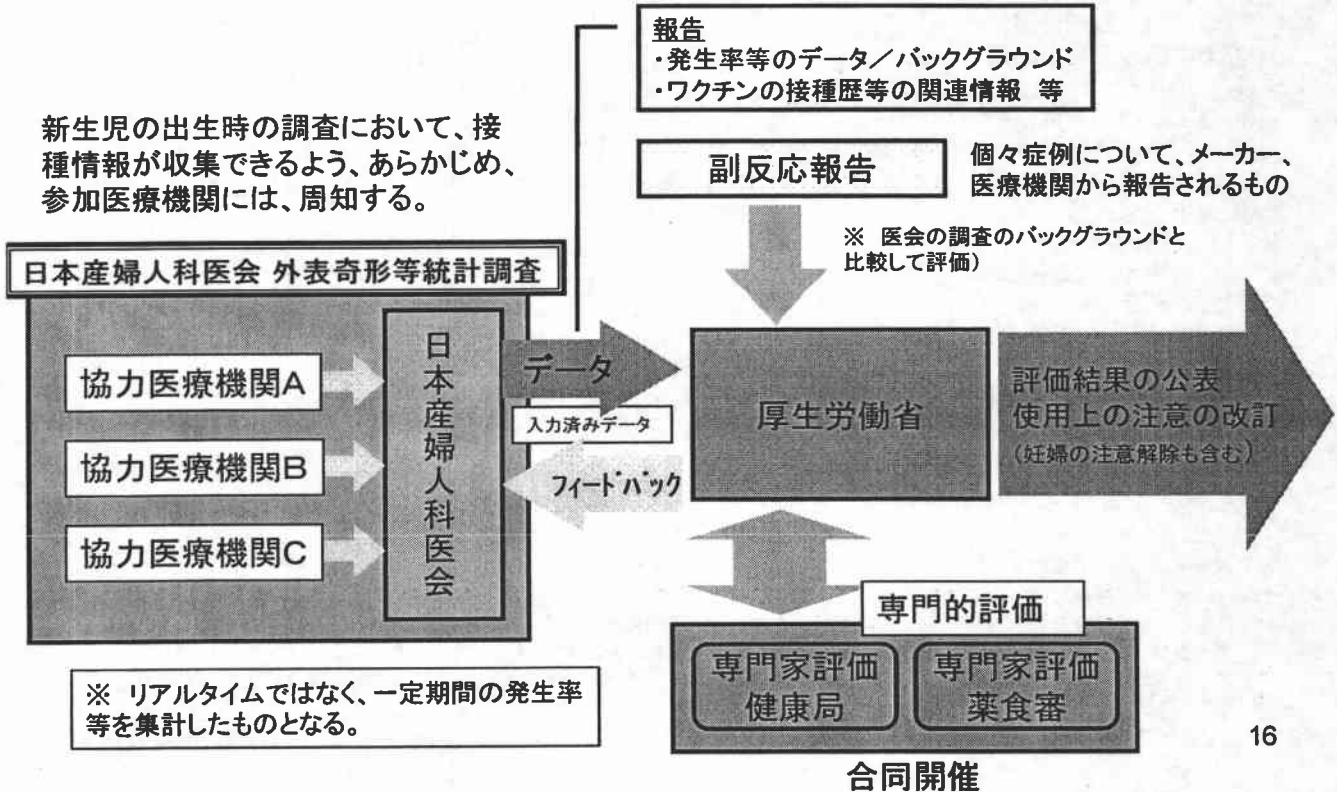 報告
・発生率等のデータ／バックグラウンド
・ワクチンの接種歴等の関連情報 等
新生児の出生時の調査において、接
種情報が収集できるよう、あらかじめ、
参加医療機関には、周知する。
副反応報告
個々症例について、メーカー、
医療機関から報告されるもの
※ 医会の調査のバックグラウンドと
比較して評価）
日本産婦人科医会 外表奇形等統計調査
協力医療機関A
協力医療機関B
協力医療機関C
日本産婦人科医会
データ
入力済みデータ
フィードバック
厚生労働省
評価結果の公表
使用上の注意の改訂
(妊婦の注意解除も含む)
専門的評価
専門家評価
健康局
専門家評価
薬食審
合同開催
※ リアルタイムではなく、一定期間の発生率
等を集計したものとなる。
16